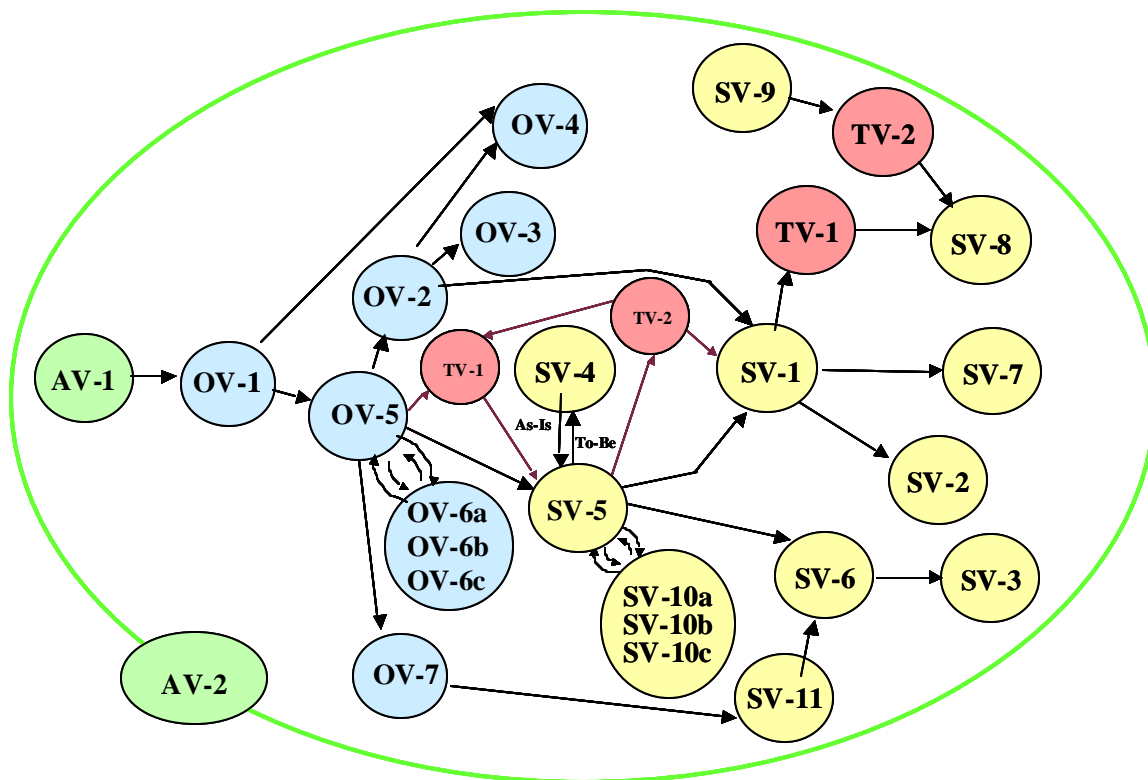 SV-9
OV-4
TV-2
OV-3
TV-1
SV-8
OV-2
TV-2
AV-1
OV-1
TV-1
SV-4
SV-1
SV-7
OV-5
As-Is
To-Be
SV-2
SV-5
OV-6a
OV-6b
OV-6c
SV-6
SV-3
SV-10a
SV-10b
SV-10c
AV-2
OV-7
SV-11